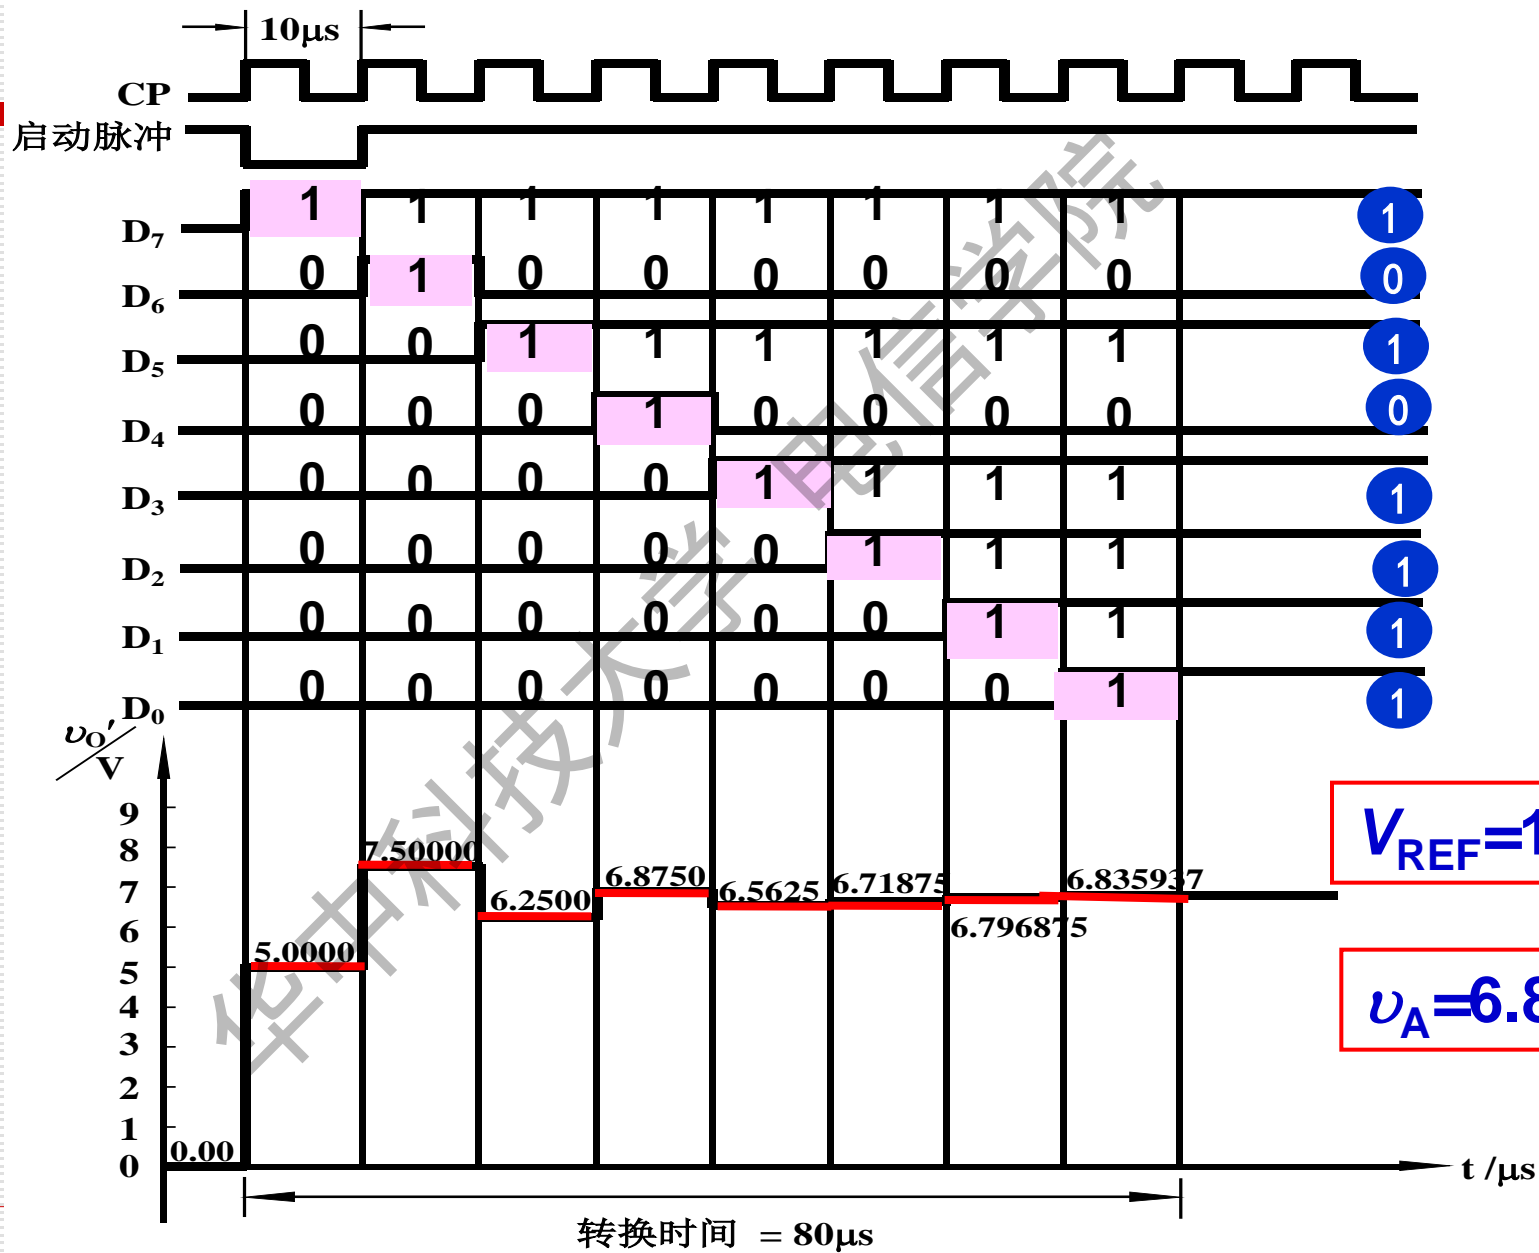 10μs
CP
启动脉冲
D7 1 1 1 1 1 1 1 1 1
D6 0 1 0 0 0 0 0 0 0
D5 0 0 1 1 1 1 1 1 1
D4 0 0 0 1 0 0 0 0 0
D3 0 0 0 0 1 1 1 1 1
D2 0 0 0 0 0 1 1 1 1
D1 0 0 0 0 0 0 1 1 1
D0 0 0 0 0 0 0 0 1 1
υO′/V
9
8
7
6
5
4
3
2
1
0
0.00
5.0000
7.50000
6.2500
6.8750
6.5625
6.71875
6.796875
6.835937
VREF=1
υA=6.8
t /μs
转换时间 = 80μs
华中科技大学 电信学院